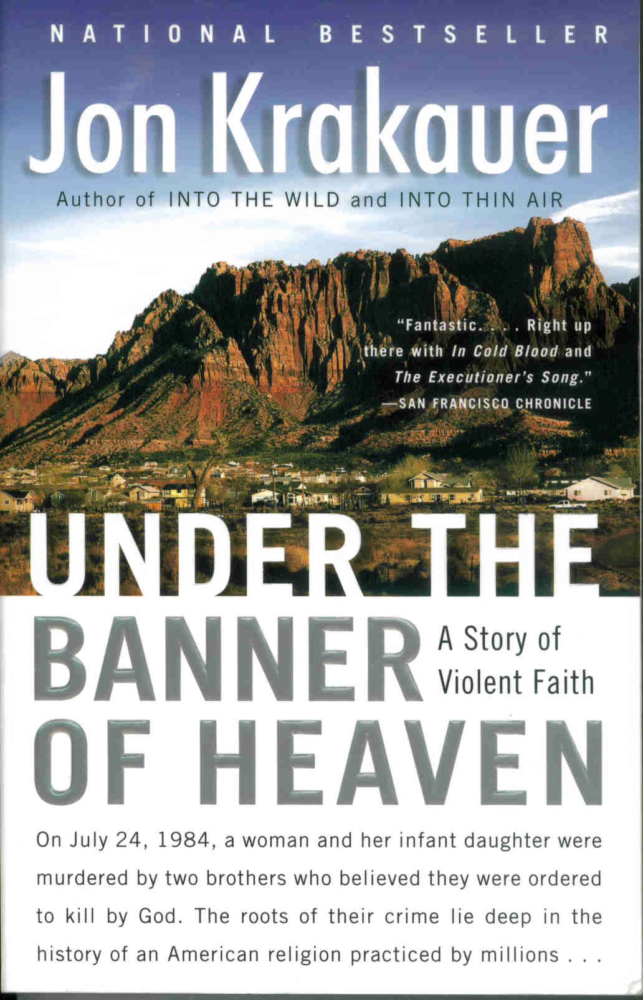 NATIONAL BESTSELLER
Jon Krakauer
Author of INTO THE WILD and INTO THIN AIR
“Fantastic. . . . Right up
there with In Cold Blood and
The Executioner's Song.”
—SAN FRANCISCO CHRONICLE
UNDER THE
BANNER
A Story of
Violent Faith
OF HEAVEN
On July 24, 1984, a woman and her infant daughter were
murdered by two brothers who believed they were ordered
to kill by God. The roots of their crime lie deep in the
history of an American religion practiced by millions . . .